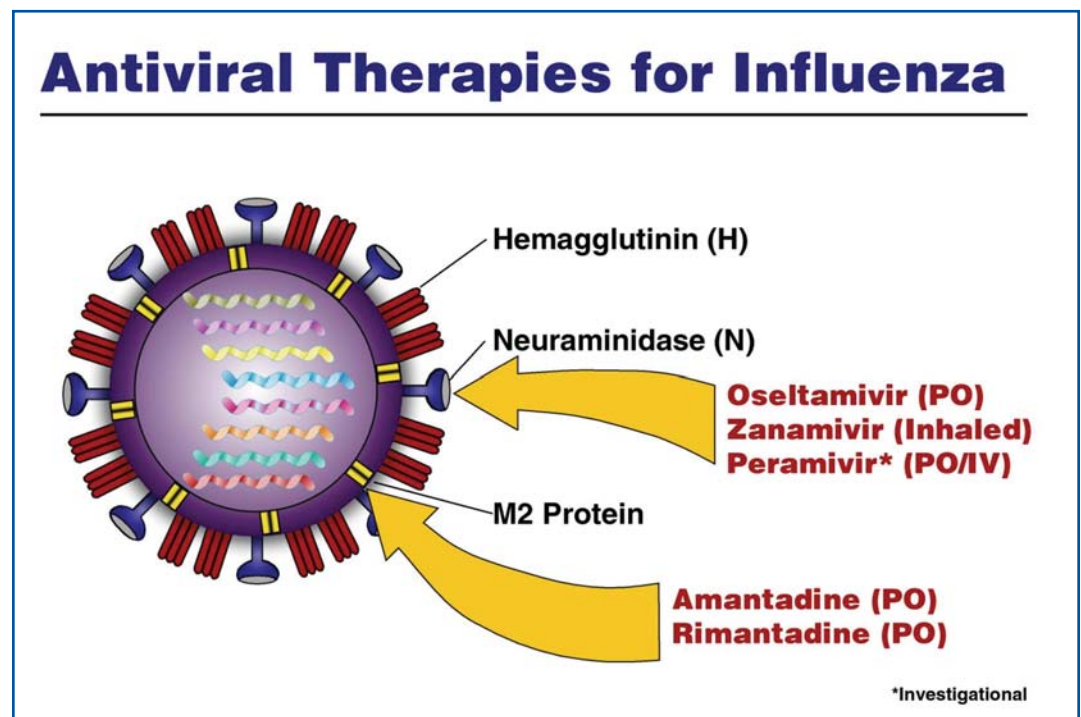 Antiviral Therapies for Influenza
Hemagglutinin (H)
Neuraminidase (N)
Oseltamivir (PO)
Zanamivir (Inhaled)
Peramivir* (PO/IV)
M2 Protein
Amantadine (PO)
Rimantadine (PO)
*Investigational